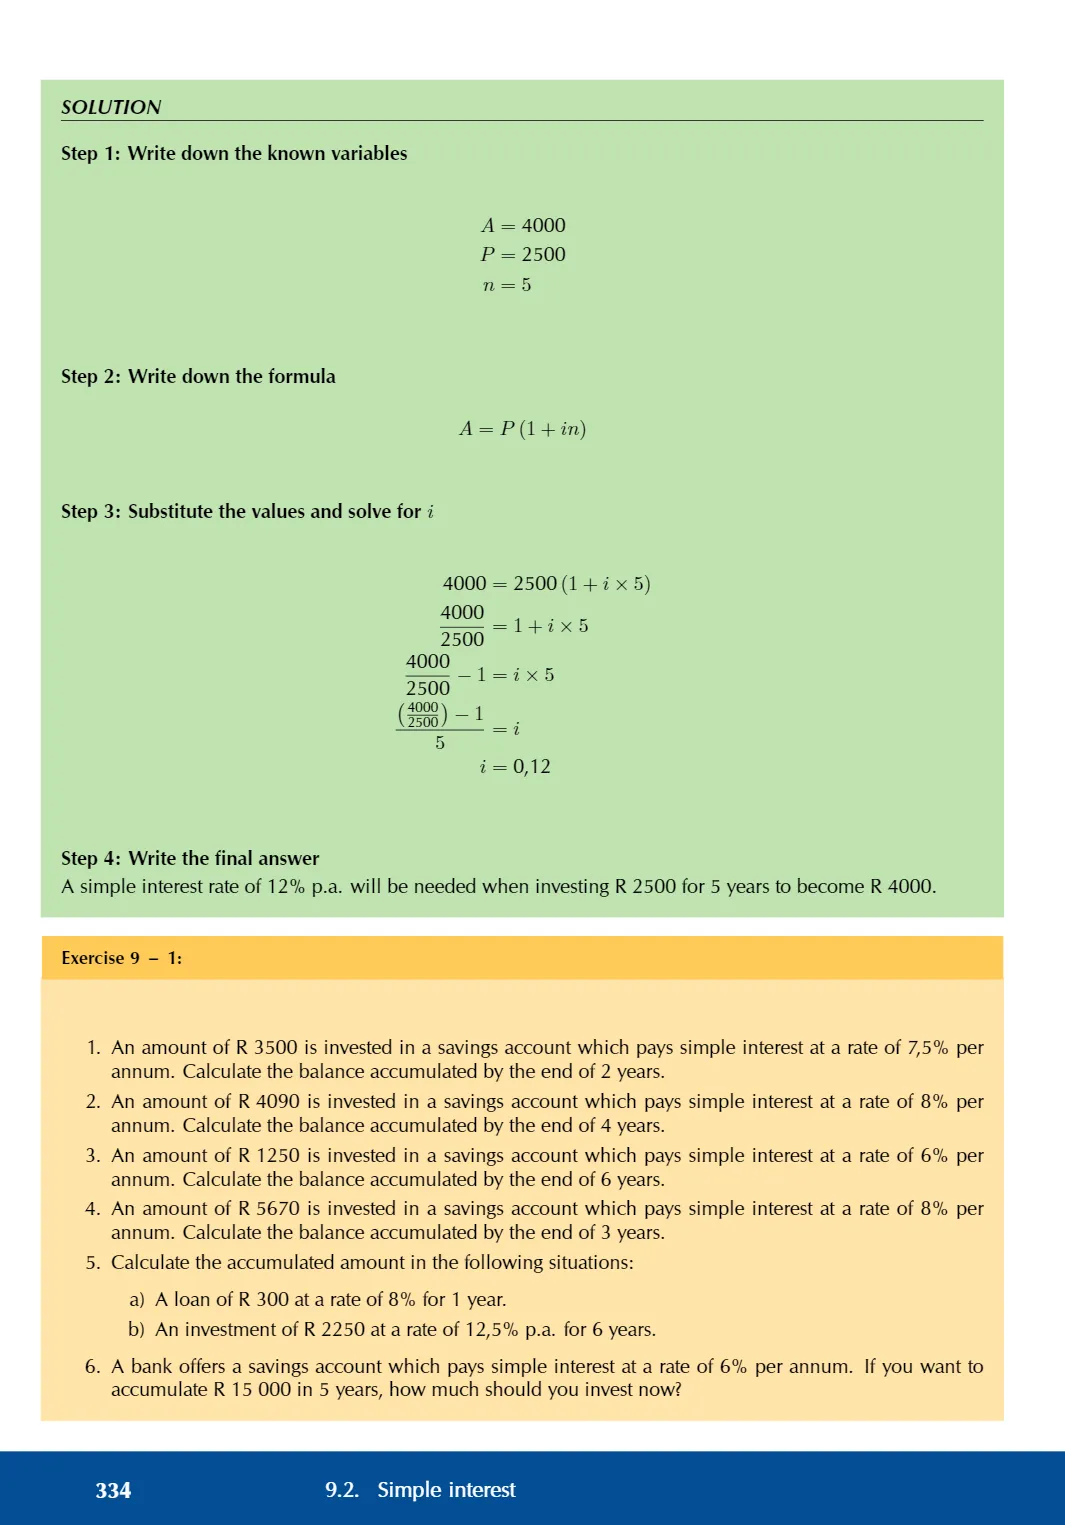 SOLUTION
Step 1: Write down the known variables
A = 4000
P = 2500
n = 5
Step 2: Write down the formula
A = P (1 + in)
Step 3: Substitute the values and solve for i
4000 = 2500 (1 + i × 5)
4000/2500 = 1 + i × 5
4000/2500 − 1 = i × 5
((4000/2500) − 1)/5 = i
i = 0,12
Step 4: Write the final answer
A simple interest rate of 12% p.a. will be needed when investing R 2500 for 5 years to become R 4000.
Exercise 9 – 1:
1. An amount of R 3500 is invested in a savings account which pays simple interest at a rate of 7,5% per
annum. Calculate the balance accumulated by the end of 2 years.
2. An amount of R 4090 is invested in a savings account which pays simple interest at a rate of 8% per
annum. Calculate the balance accumulated by the end of 4 years.
3. An amount of R 1250 is invested in a savings account which pays simple interest at a rate of 6% per
annum. Calculate the balance accumulated by the end of 6 years.
4. An amount of R 5670 is invested in a savings account which pays simple interest at a rate of 8% per
annum. Calculate the balance accumulated by the end of 3 years.
5. Calculate the accumulated amount in the following situations:
a) A loan of R 300 at a rate of 8% for 1 year.
b) An investment of R 2250 at a rate of 12,5% p.a. for 6 years.
6. A bank offers a savings account which pays simple interest at a rate of 6% per annum. If you want to
accumulate R 15 000 in 5 years, how much should you invest now?
334 9.2. Simple interest